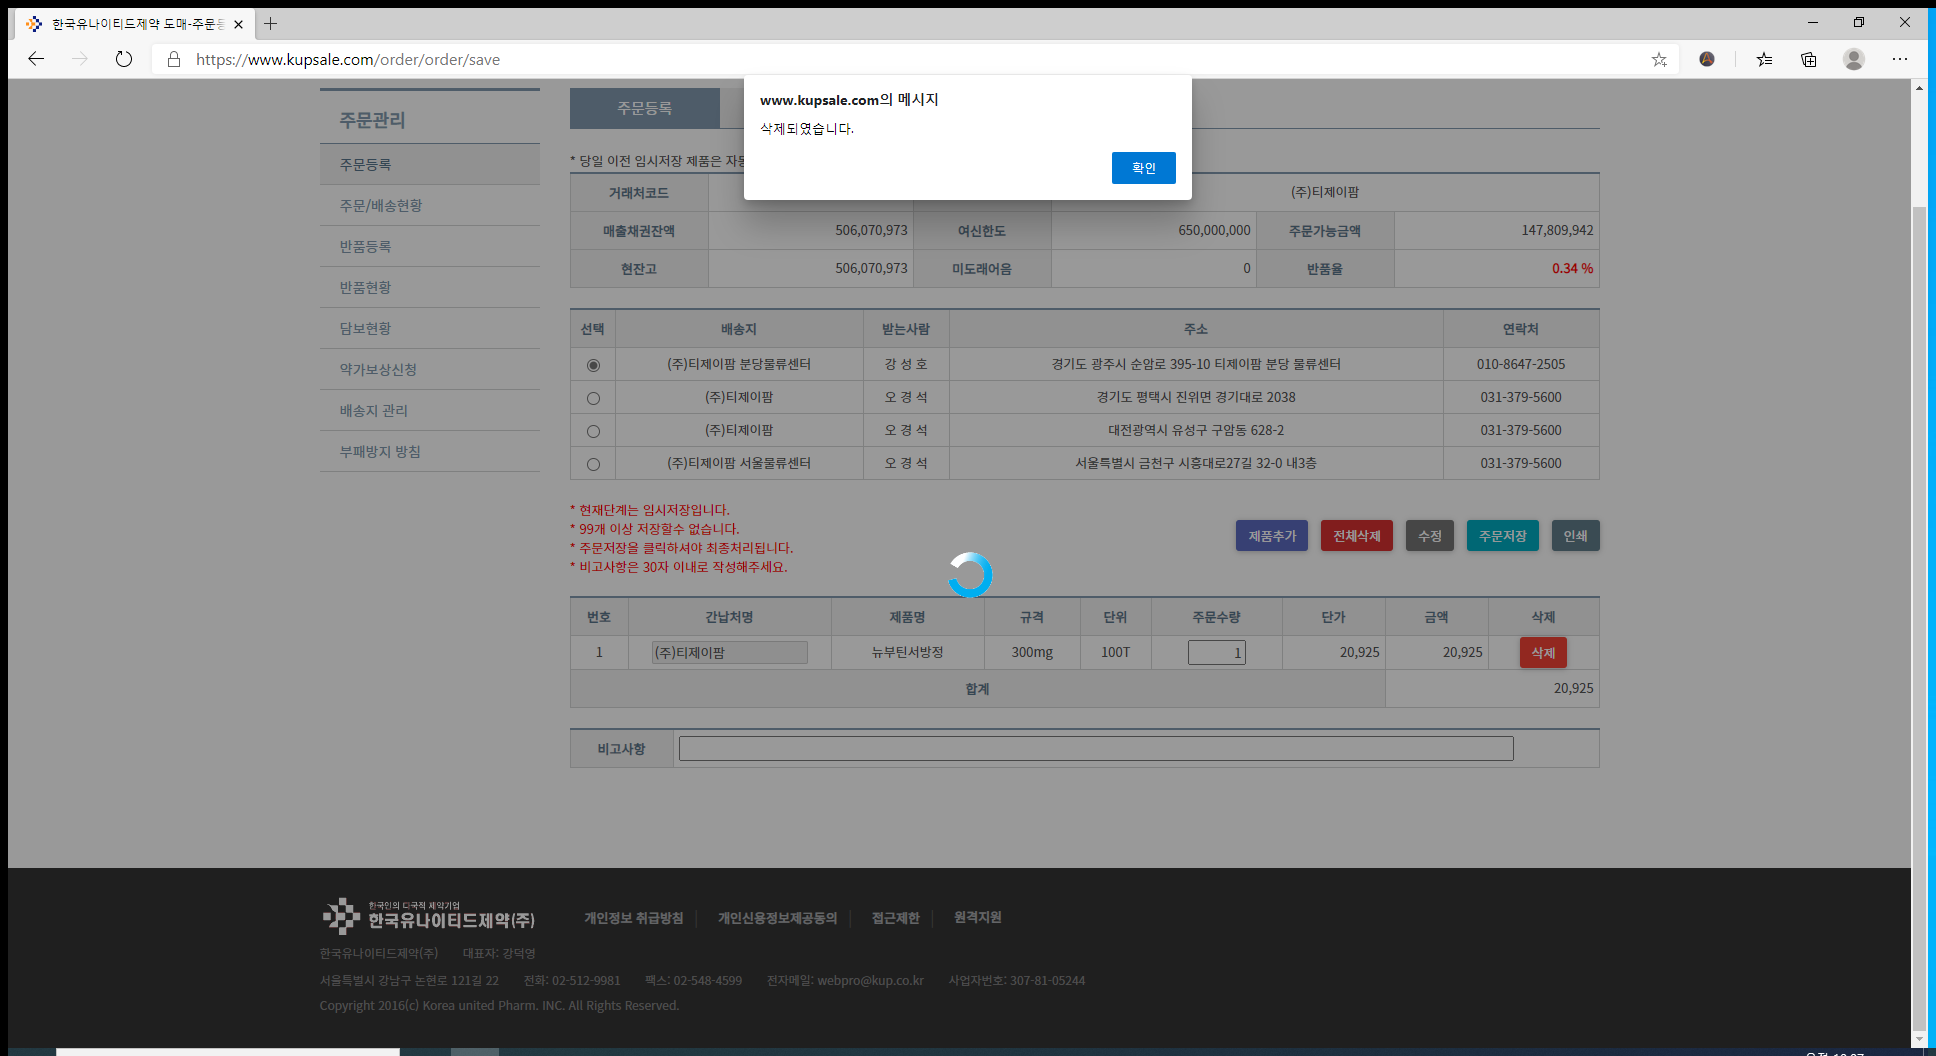 한국유나이티드제약 도매-주문등
https://www.kupsale.com/order/order/save
www.kupsale.com의 메시지
삭제되였습니다.
확인
주문관리
주문등록
주문/배송현황
반품등록
반품현황
담보현황
약가보상신청
배송지 관리
부패방지 방침
주문등록
* 당일 이전 임시저장 제품은 자동
거래처코드 (주)티제이팜
매출채권잔액 506,070,973 여신한도 650,000,000 주문가능금액 147,809,942
현잔고 506,070,973 미도래어음 0 반품율 0.34 %
선택 배송지 받는사람 주소 연락처
(주)티제이팜 분당물류센터 강 성 호 경기도 광주시 순암로 395-10 티제이팜 분당 물류센터 010-8647-2505
(주)티제이팜 오 경 석 경기도 평택시 진위면 경기대로 2038 031-379-5600
(주)티제이팜 오 경 석 대전광역시 유성구 구암동 628-2 031-379-5600
(주)티제이팜 서울물류센터 오 경 석 서울특별시 금천구 시흥대로27길 32-0 내3층 031-379-5600
* 현재단계는 임시저장입니다.
* 99개 이상 저장할수 없습니다.
* 주문저장을 클릭하셔야 최종처리됩니다.
* 비고사항은 30자 이내로 작성해주세요.
제품추가 전체삭제 수정 주문저장 인쇄
번호 간납처명 제품명 규격 단위 주문수량 단가 금액 삭제
1 (주)티제이팜 뉴부틴서방정 300mg 100T 1 20,925 20,925 삭제
합계 20,925
비고사항
한국인의 다국적 제약기업
한국유나이티드제약(주)
개인정보 취급방침 개인신용정보제공동의 접근제한 원격지원
한국유나이티드제약(주) 대표자: 강덕영
서울특별시 강남구 논현로 121길 22 전화: 02-512-9981 팩스: 02-548-4599 전자메일: webpro@kup.co.kr 사업자번호: 307-81-05244
Copyright 2016(c) Korea united Pharm. INC. All Rights Reserved.